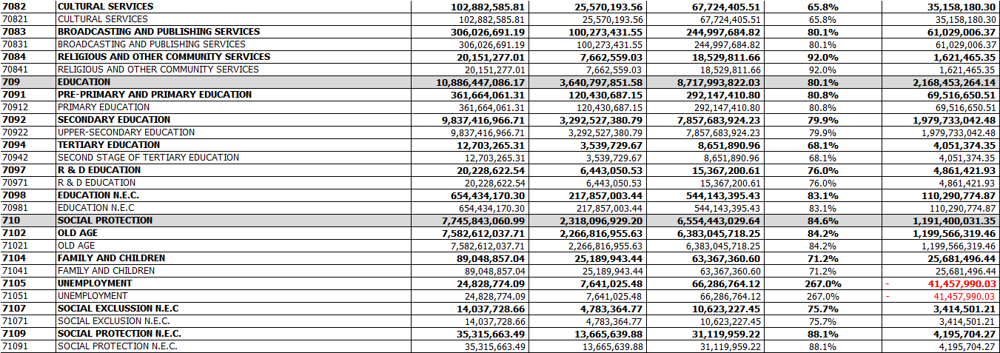 7082 CULTURAL SERVICES 102,882,585.81 25,570,193.56 67,724,405.51 65.8% 35,158,180.30
70821 CULTURAL SERVICES 102,882,585.81 25,570,193.56 67,724,405.51 65.8% 35,158,180.30
7083 BROADCASTING AND PUBLISHING SERVICES 306,026,691.19 100,273,431.55 244,997,684.82 80.1% 61,029,006.37
70831 BROADCASTING AND PUBLISHING SERVICES 306,026,691.19 100,273,431.55 244,997,684.82 80.1% 61,029,006.37
7084 RELIGIOUS AND OTHER COMMUNITY SERVICES 20,151,277.01 7,662,559.03 18,529,811.66 92.0% 1,621,465.35
70841 RELIGIOUS AND OTHER COMMUNITY SERVICES 20,151,277.01 7,662,559.03 18,529,811.66 92.0% 1,621,465.35
709 EDUCATION 10,886,447,086.17 3,640,797,851.58 8,717,993,822.03 80.1% 2,168,453,264.14
7091 PRE-PRIMARY AND PRIMARY EDUCATION 361,664,061.31 120,430,687.15 292,147,410.80 80.8% 69,516,650.51
70912 PRIMARY EDUCATION 361,664,061.31 120,430,687.15 292,147,410.80 80.8% 69,516,650.51
7092 SECONDARY EDUCATION 9,837,416,966.71 3,292,527,380.79 7,857,683,924.23 79.9% 1,979,733,042.48
70922 UPPER-SECONDARY EDUCATION 9,837,416,966.71 3,292,527,380.79 7,857,683,924.23 79.9% 1,979,733,042.48
7094 TERTIARY EDUCATION 12,703,265.31 3,539,729.67 8,651,890.96 68.1% 4,051,374.35
70942 SECOND STAGE OF TERTIARY EDUCATION 12,703,265.31 3,539,729.67 8,651,890.96 68.1% 4,051,374.35
7097 R & D EDUCATION 20,228,622.54 6,443,050.53 15,367,200.61 76.0% 4,861,421.93
70971 R & D EDUCATION 20,228,622.54 6,443,050.53 15,367,200.61 76.0% 4,861,421.93
7098 EDUCATION N.E.C. 654,434,170.30 217,857,003.44 544,143,395.43 83.1% 110,290,774.87
70981 EDUCATION N.E.C 654,434,170.30 217,857,003.44 544,143,395.43 83.1% 110,290,774.87
710 SOCIAL PROTECTION 7,745,843,060.99 2,318,096,929.20 6,554,443,029.64 84.6% 1,191,400,031.35
7102 OLD AGE 7,582,612,037.71 2,266,816,955.63 6,383,045,718.25 84.2% 1,199,566,319.46
71021 OLD AGE 7,582,612,037.71 2,266,816,955.63 6,383,045,718.25 84.2% 1,199,566,319.46
7104 FAMILY AND CHILDREN 89,048,857.04 25,189,943.44 63,367,360.60 71.2% 25,681,496.44
71041 FAMILY AND CHILDREN 89,048,857.04 25,189,943.44 63,367,360.60 71.2% 25,681,496.44
7105 UNEMPLOYMENT 24,828,774.09 7,641,025.48 66,286,764.12 267.0% - 41,457,990.03
71051 UNEMPLOYMENT 24,828,774.09 7,641,025.48 66,286,764.12 267.0% - 41,457,990.03
7107 SOCIAL EXCLUSSION N.E.C 14,037,728.66 4,783,364.77 10,623,227.45 75.7% 3,414,501.21
71071 SOCIAL EXCLUSION N.E.C. 14,037,728.66 4,783,364.77 10,623,227.45 75.7% 3,414,501.21
7109 SOCIAL PROTECTION N.E.C. 35,315,663.49 13,665,639.88 31,119,959.22 88.1% 4,195,704.27
71091 SOCIAL PROTECTION N.E.C. 35,315,663.49 13,665,639.88 31,119,959.22 88.1% 4,195,704.27